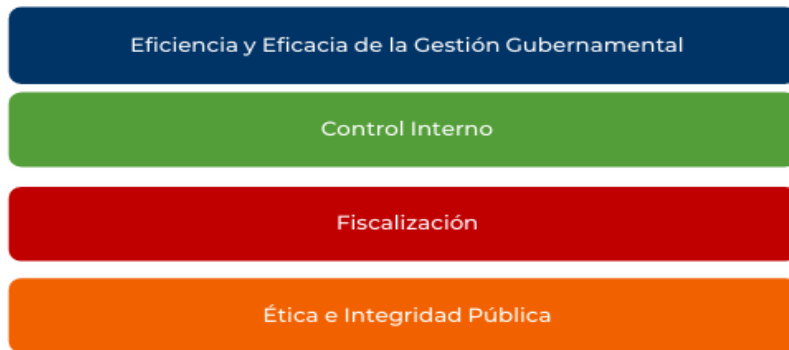 Eficiencia y Eficacia de la Gestión Gubernamental
Control Interno
Fiscalización
Ética e Integridad Pública